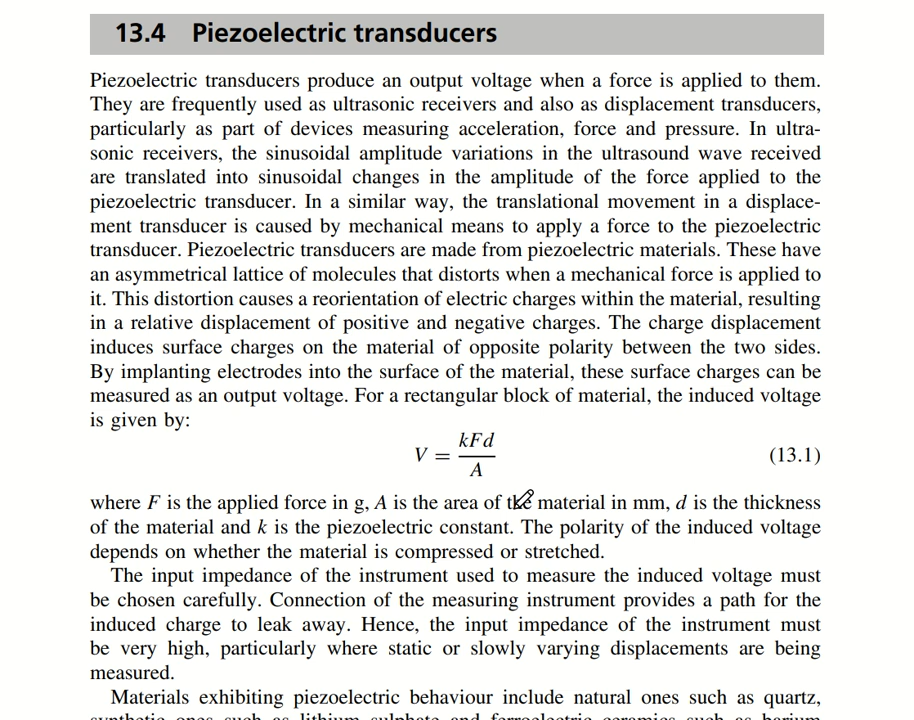 13.4 Piezoelectric transducers
Piezoelectric transducers produce an output voltage when a force is applied to them.
They are frequently used as ultrasonic receivers and also as displacement transducers,
particularly as part of devices measuring acceleration, force and pressure. In ultra-
sonic receivers, the sinusoidal amplitude variations in the ultrasound wave received
are translated into sinusoidal changes in the amplitude of the force applied to the
piezoelectric transducer. In a similar way, the translational movement in a displace-
ment transducer is caused by mechanical means to apply a force to the piezoelectric
transducer. Piezoelectric transducers are made from piezoelectric materials. These have
an asymmetrical lattice of molecules that distorts when a mechanical force is applied to
it. This distortion causes a reorientation of electric charges within the material, resulting
in a relative displacement of positive and negative charges. The charge displacement
induces surface charges on the material of opposite polarity between the two sides.
By implanting electrodes into the surface of the material, these surface charges can be
measured as an output voltage. For a rectangular block of material, the induced voltage
is given by:
V = kFd / A (13.1)
where F is the applied force in g, A is the area of the material in mm, d is the thickness
of the material and k is the piezoelectric constant. The polarity of the induced voltage
depends on whether the material is compressed or stretched.
The input impedance of the instrument used to measure the induced voltage must
be chosen carefully. Connection of the measuring instrument provides a path for the
induced charge to leak away. Hence, the input impedance of the instrument must
be very high, particularly where static or slowly varying displacements are being
measured.
Materials exhibiting piezoelectric behaviour include natural ones such as quartz,
synthetic ones such as lithium sulphate and ferroelectric ceramics such as barium